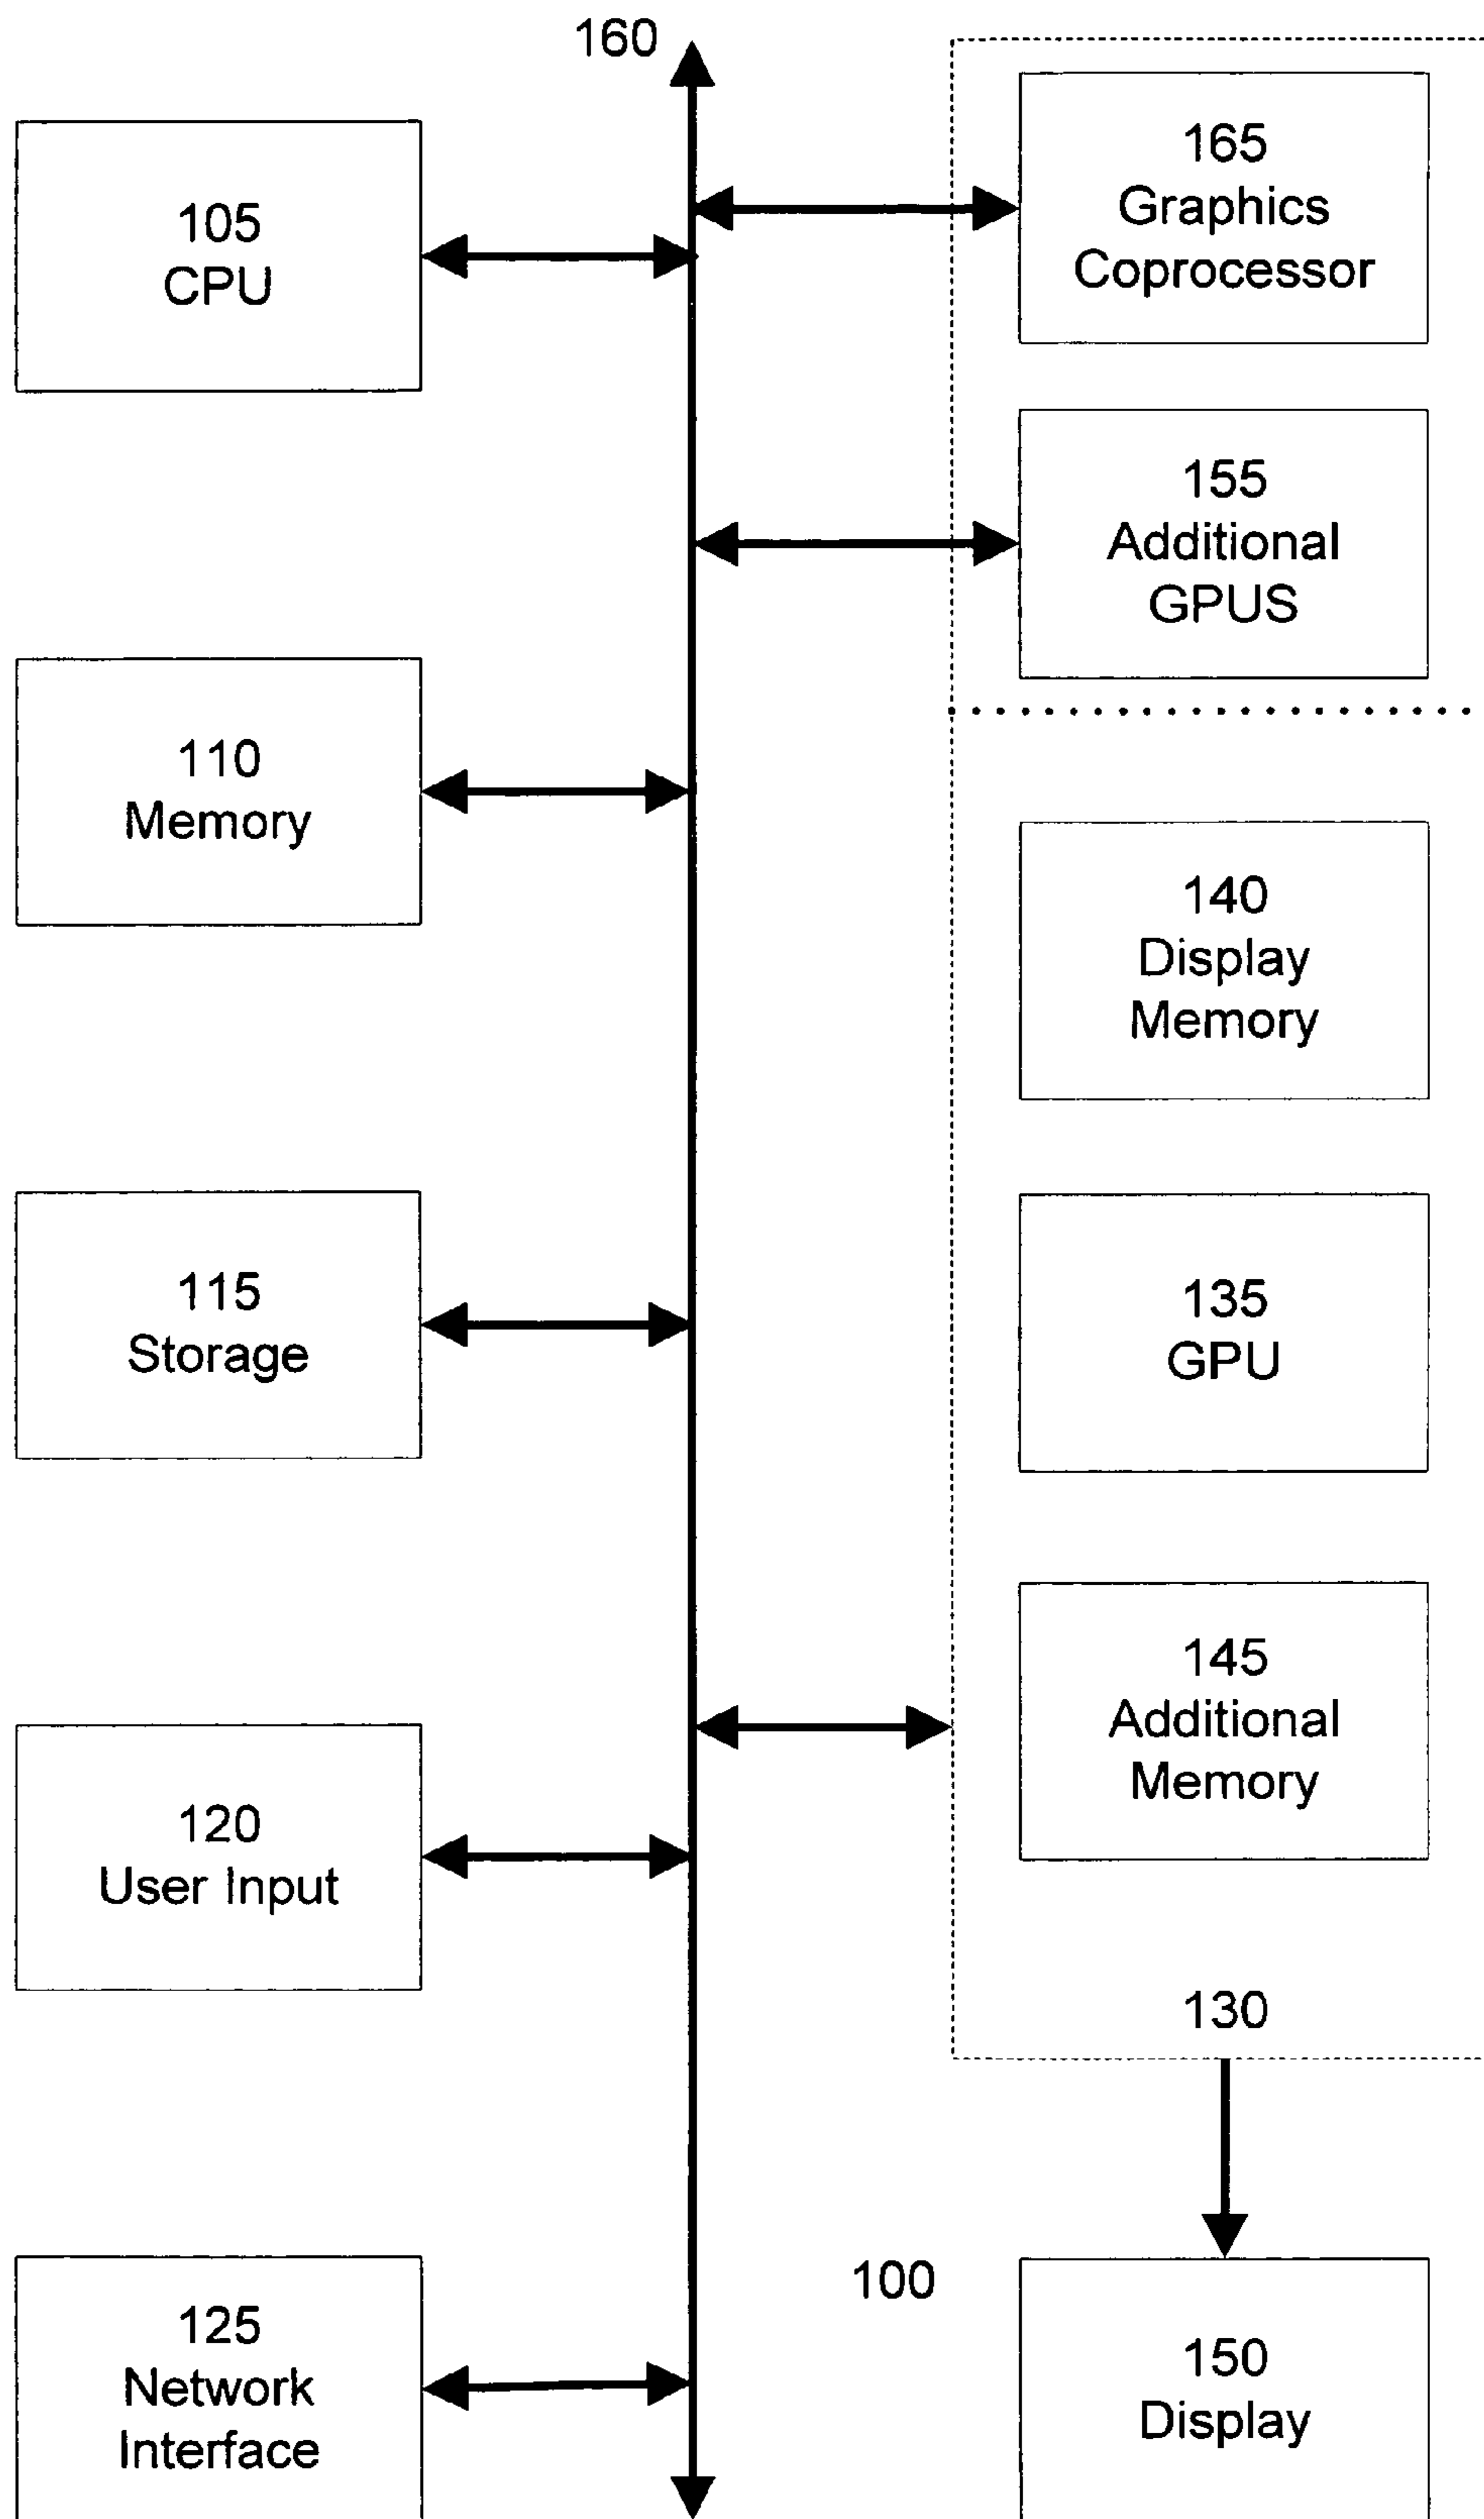 160
105
CPU
110
Memory
115
Storage
120
User Input
125
Network
Interface
165
Graphics
Coprocessor
155
Additional
GPUS
140
Display
Memory
135
GPU
145
Additional
Memory
130
100
150
Display